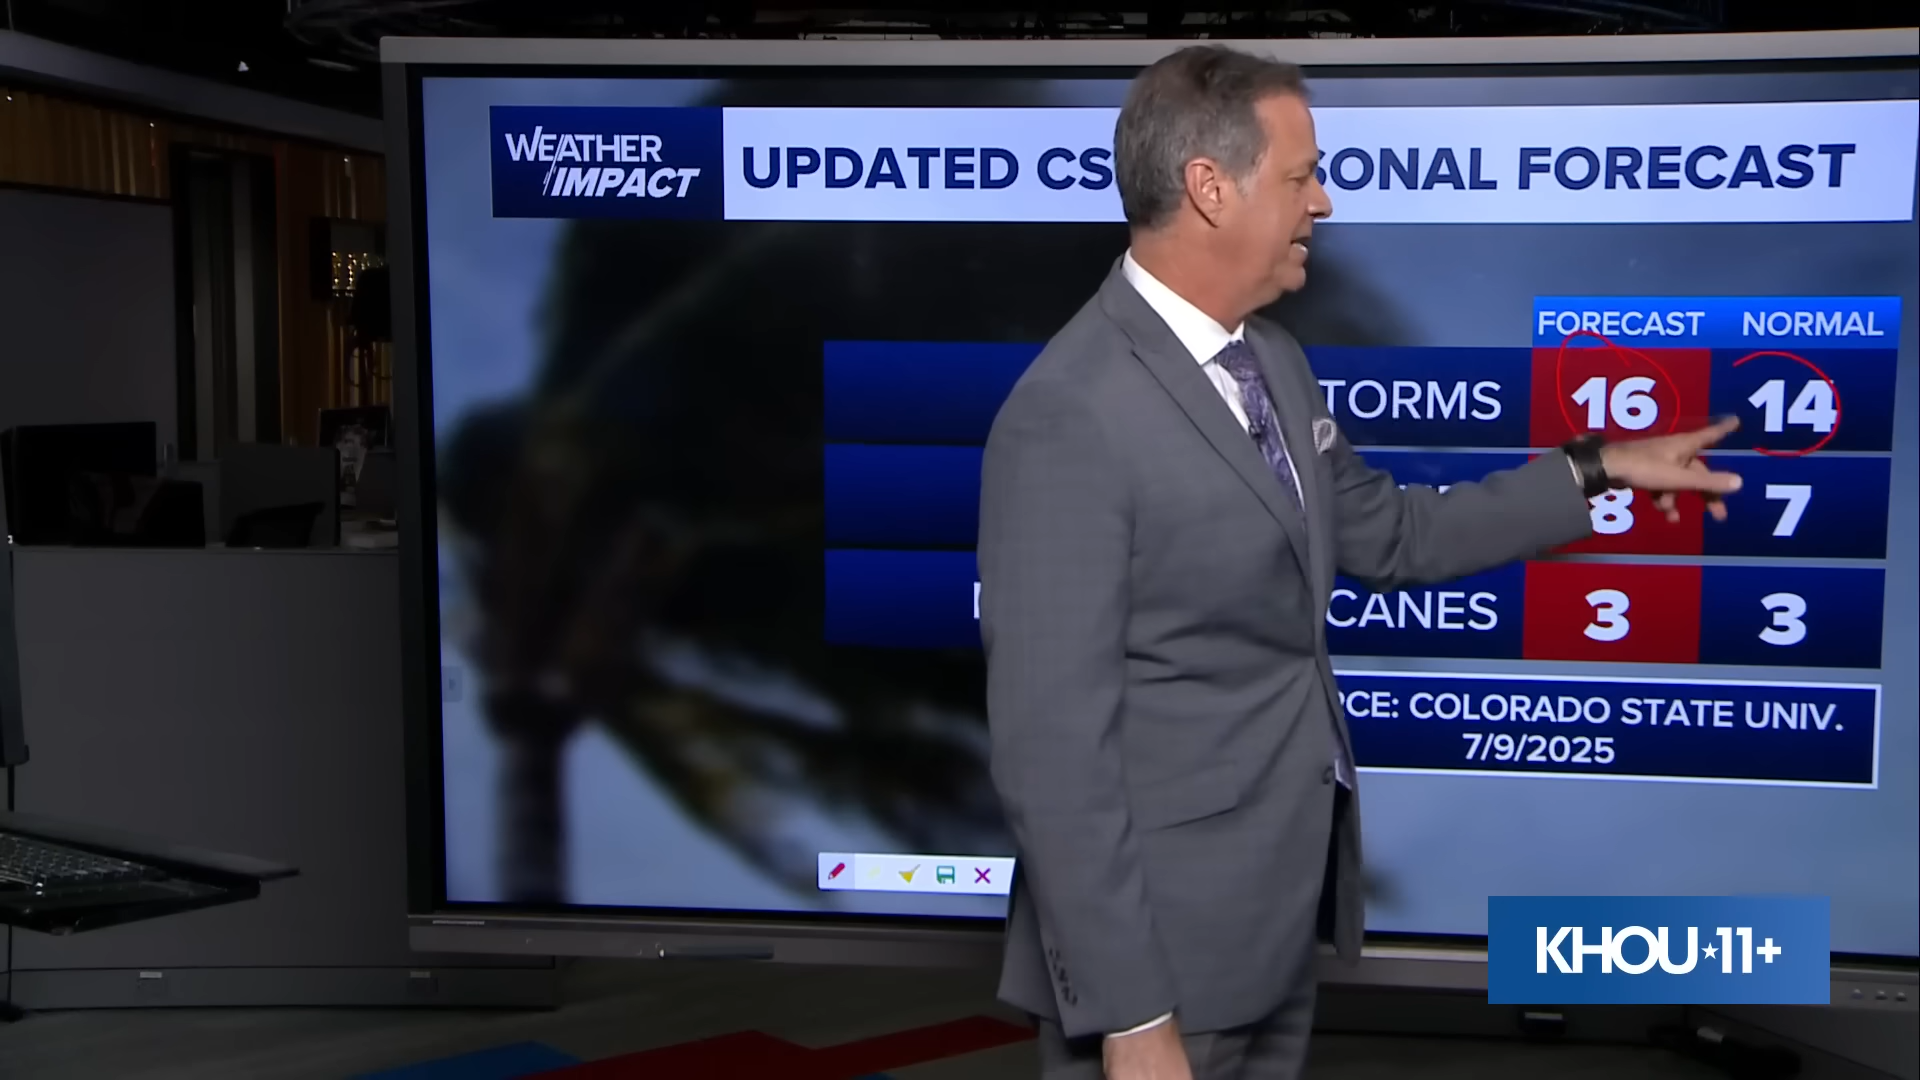 WEATHER
IMPACT
UPDATED CS SONAL FORECAST
FORECAST NORMAL
TORMS 16 14
8 7
CANES 3 3
RCE: COLORADO STATE UNIV.
7/9/2025
KHOU★11+